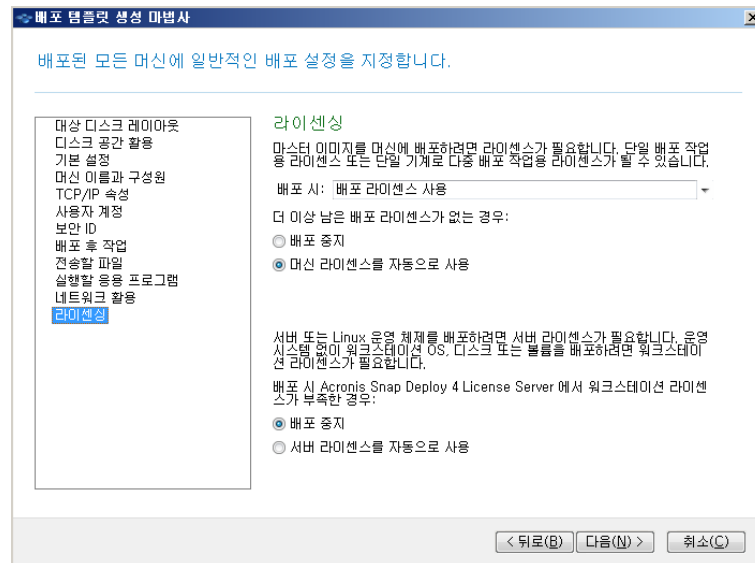 배포 템플릿 생성 마법사
배포된 모든 머신에 일반적인 배포 설정을 지정합니다.
대상 디스크 레이아웃
디스크 공간 활용
기본 설정
머신 이름과 구성원
TCP/IP 속성
사용자 계정
보안 ID
배포 후 작업
전송할 파일
실행할 응용 프로그램
네트워크 활용
라이센싱
라이센싱
마스터 이미지를 머신에 배포하려면 라이센스가 필요합니다. 단일 배포 작업
용 라이센스 또는 단일 기계로 다중 배포 작업용 라이센스가 될 수 있습니다.
배포 시: 배포 라이센스 사용
더 이상 남은 배포 라이센스가 없는 경우:
배포 중지
머신 라이센스를 자동으로 사용
서버 또는 Linux 운영 체제를 배포하려면 서버 라이센스가 필요합니다. 운영
시스템 없이 워크스테이션 OS, 디스크 또는 볼륨을 배포하려면 워크스테이
션 라이센스가 필요합니다.
배포 시 Acronis Snap Deploy 4 License Server 에서 워크스테이션 라이센
스가 부족한 경우:
배포 중지
서버 라이센스를 자동으로 사용
< 뒤로(B) 다음(N) > 취소(C)